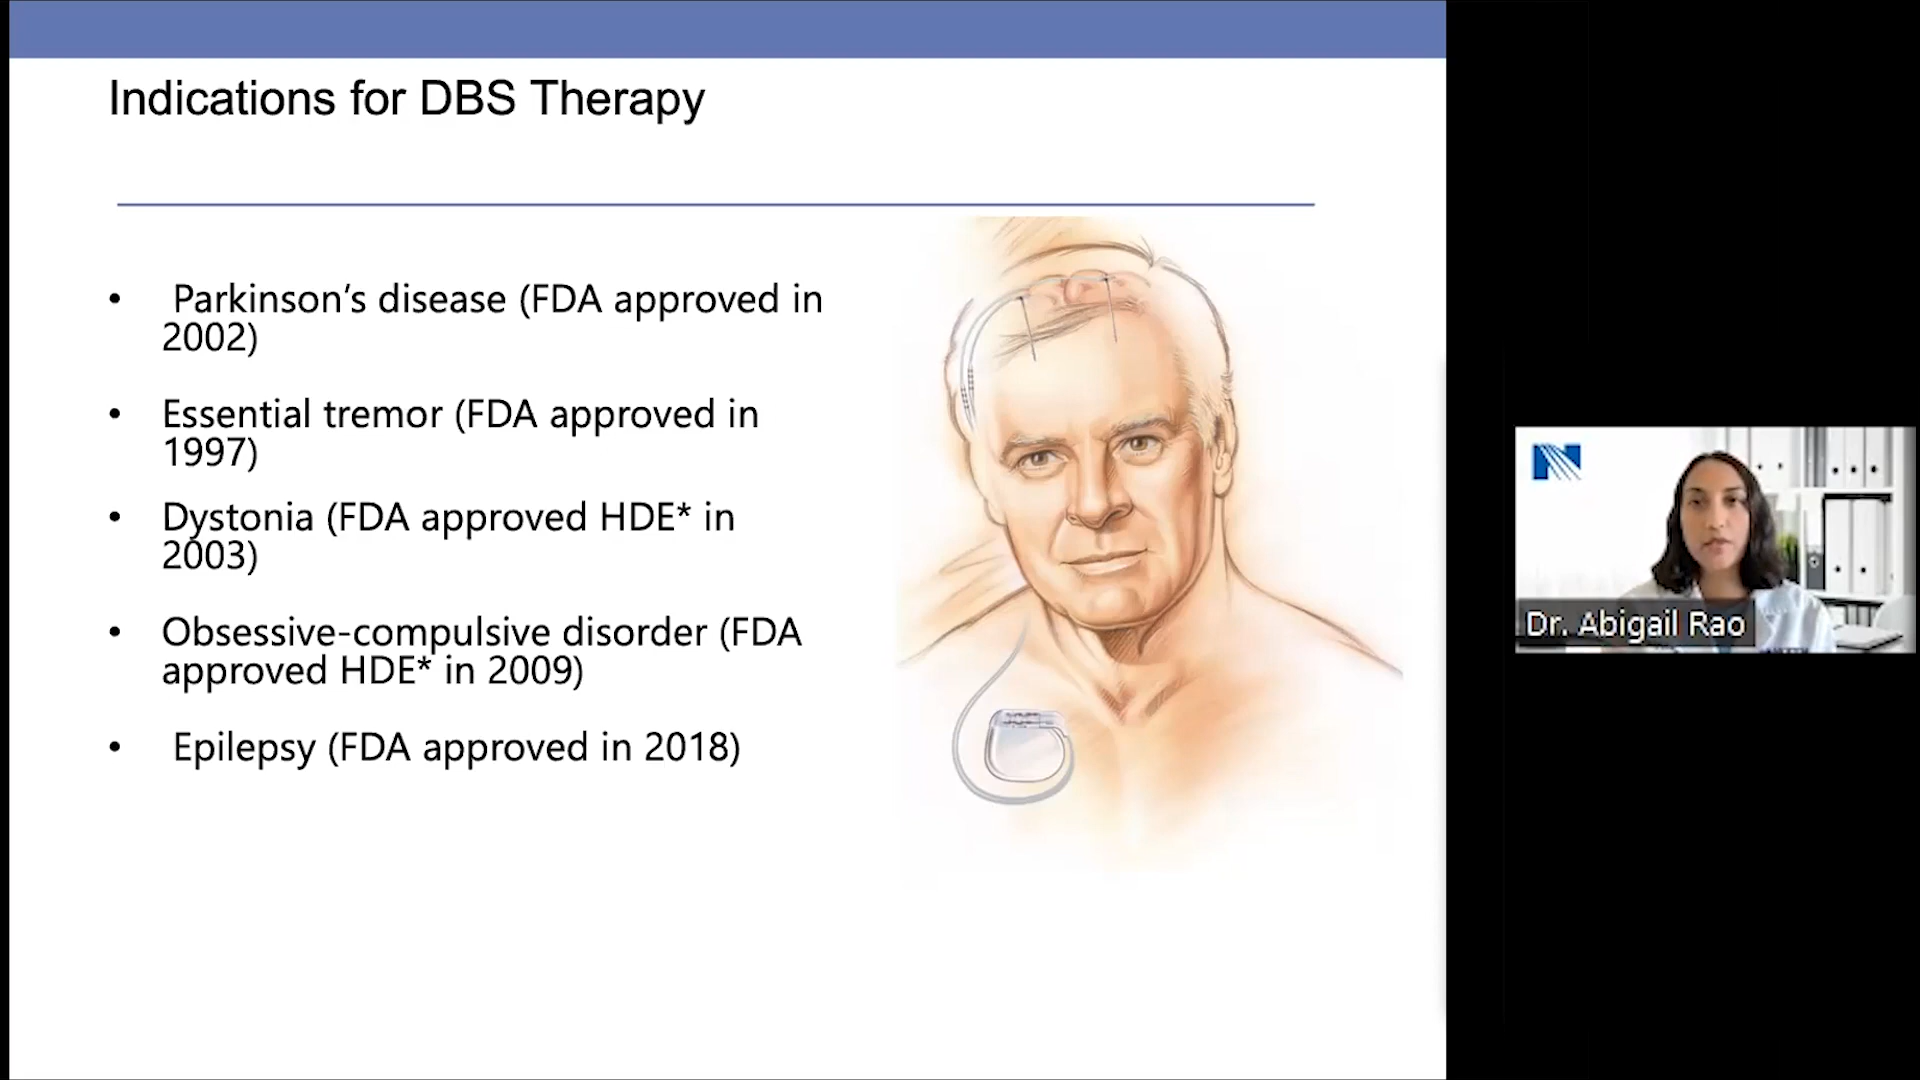 Indications for DBS Therapy
• Parkinson’s disease (FDA approved in
2002)
• Essential tremor (FDA approved in
1997)
• Dystonia (FDA approved HDE* in
2003)
• Obsessive-compulsive disorder (FDA
approved HDE* in 2009)
• Epilepsy (FDA approved in 2018)
Dr. Abigail Rao